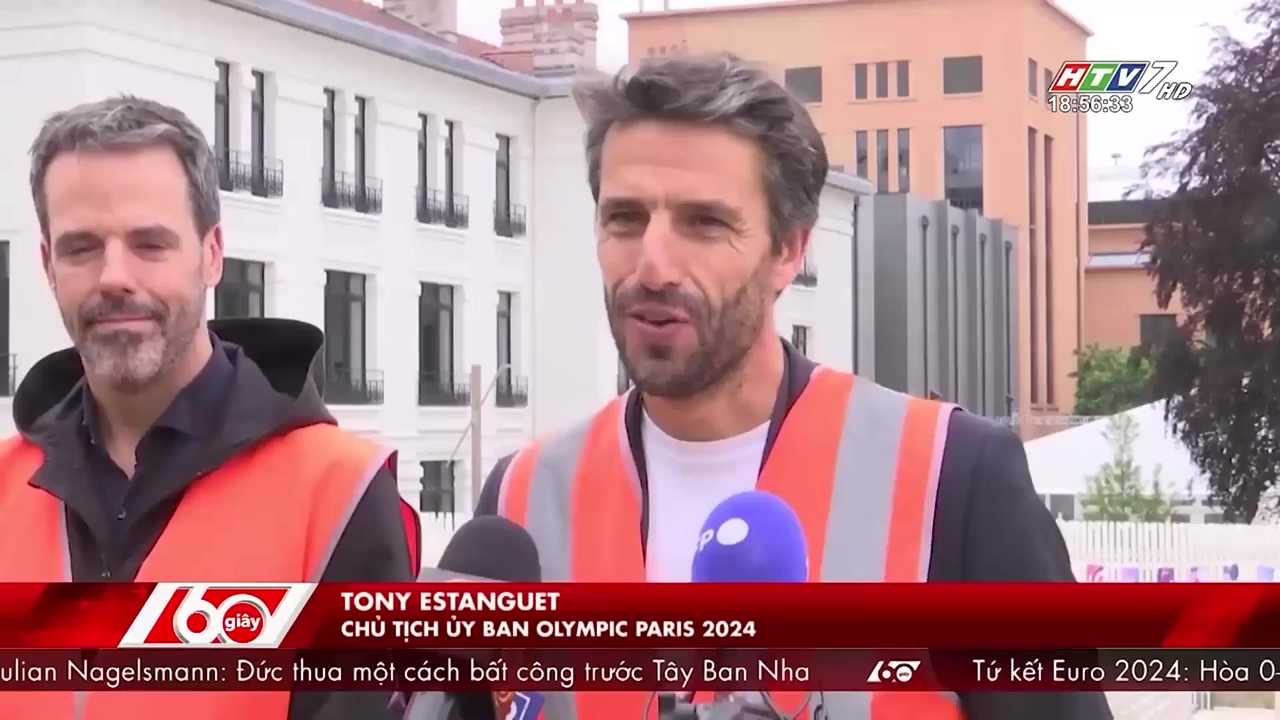 HTV7 HD
18:56:33
P
60 giây
TONY ESTANGUET
CHỦ TỊCH ỦY BAN OLYMPIC PARIS 2024
ulian Nagelsmann: Đức thua một cách bất công trước Tây Ban Nha 60 Tứ kết Euro 2024: Hòa 0-